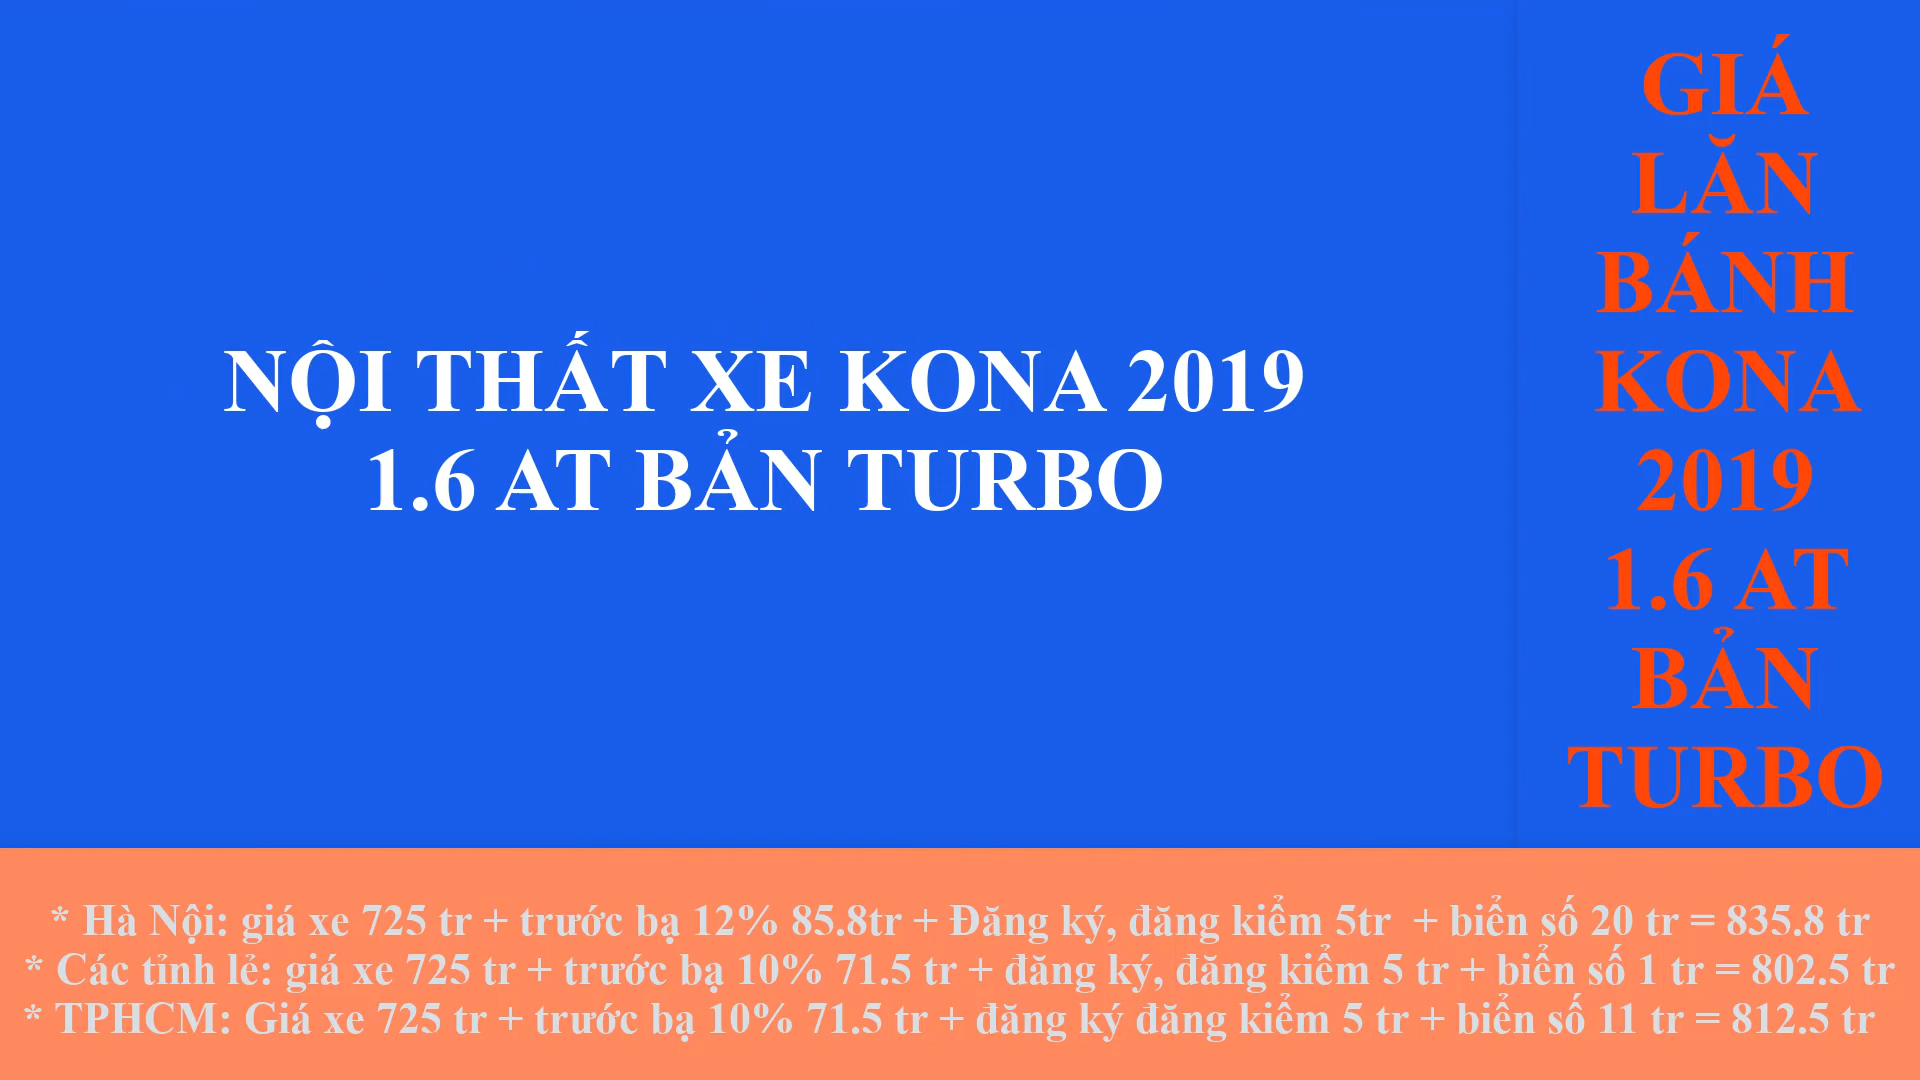 NỘI THẤT XE KONA 2019
1.6 AT BẢN TURBO
GIÁ
LĂN
BÁNH
KONA
2019
1.6 AT
BẢN
TURBO
* Hà Nội: giá xe 725 tr + trước bạ 12% 85.8tr + Đăng ký, đăng kiểm 5tr + biển số 20 tr = 835.8 tr
* Các tỉnh lẻ: giá xe 725 tr + trước bạ 10% 71.5 tr + đăng ký, đăng kiểm 5 tr + biển số 1 tr = 802.5 tr
* TPHCM: Giá xe 725 tr + trước bạ 10% 71.5 tr + đăng ký đăng kiểm 5 tr + biển số 11 tr = 812.5 tr